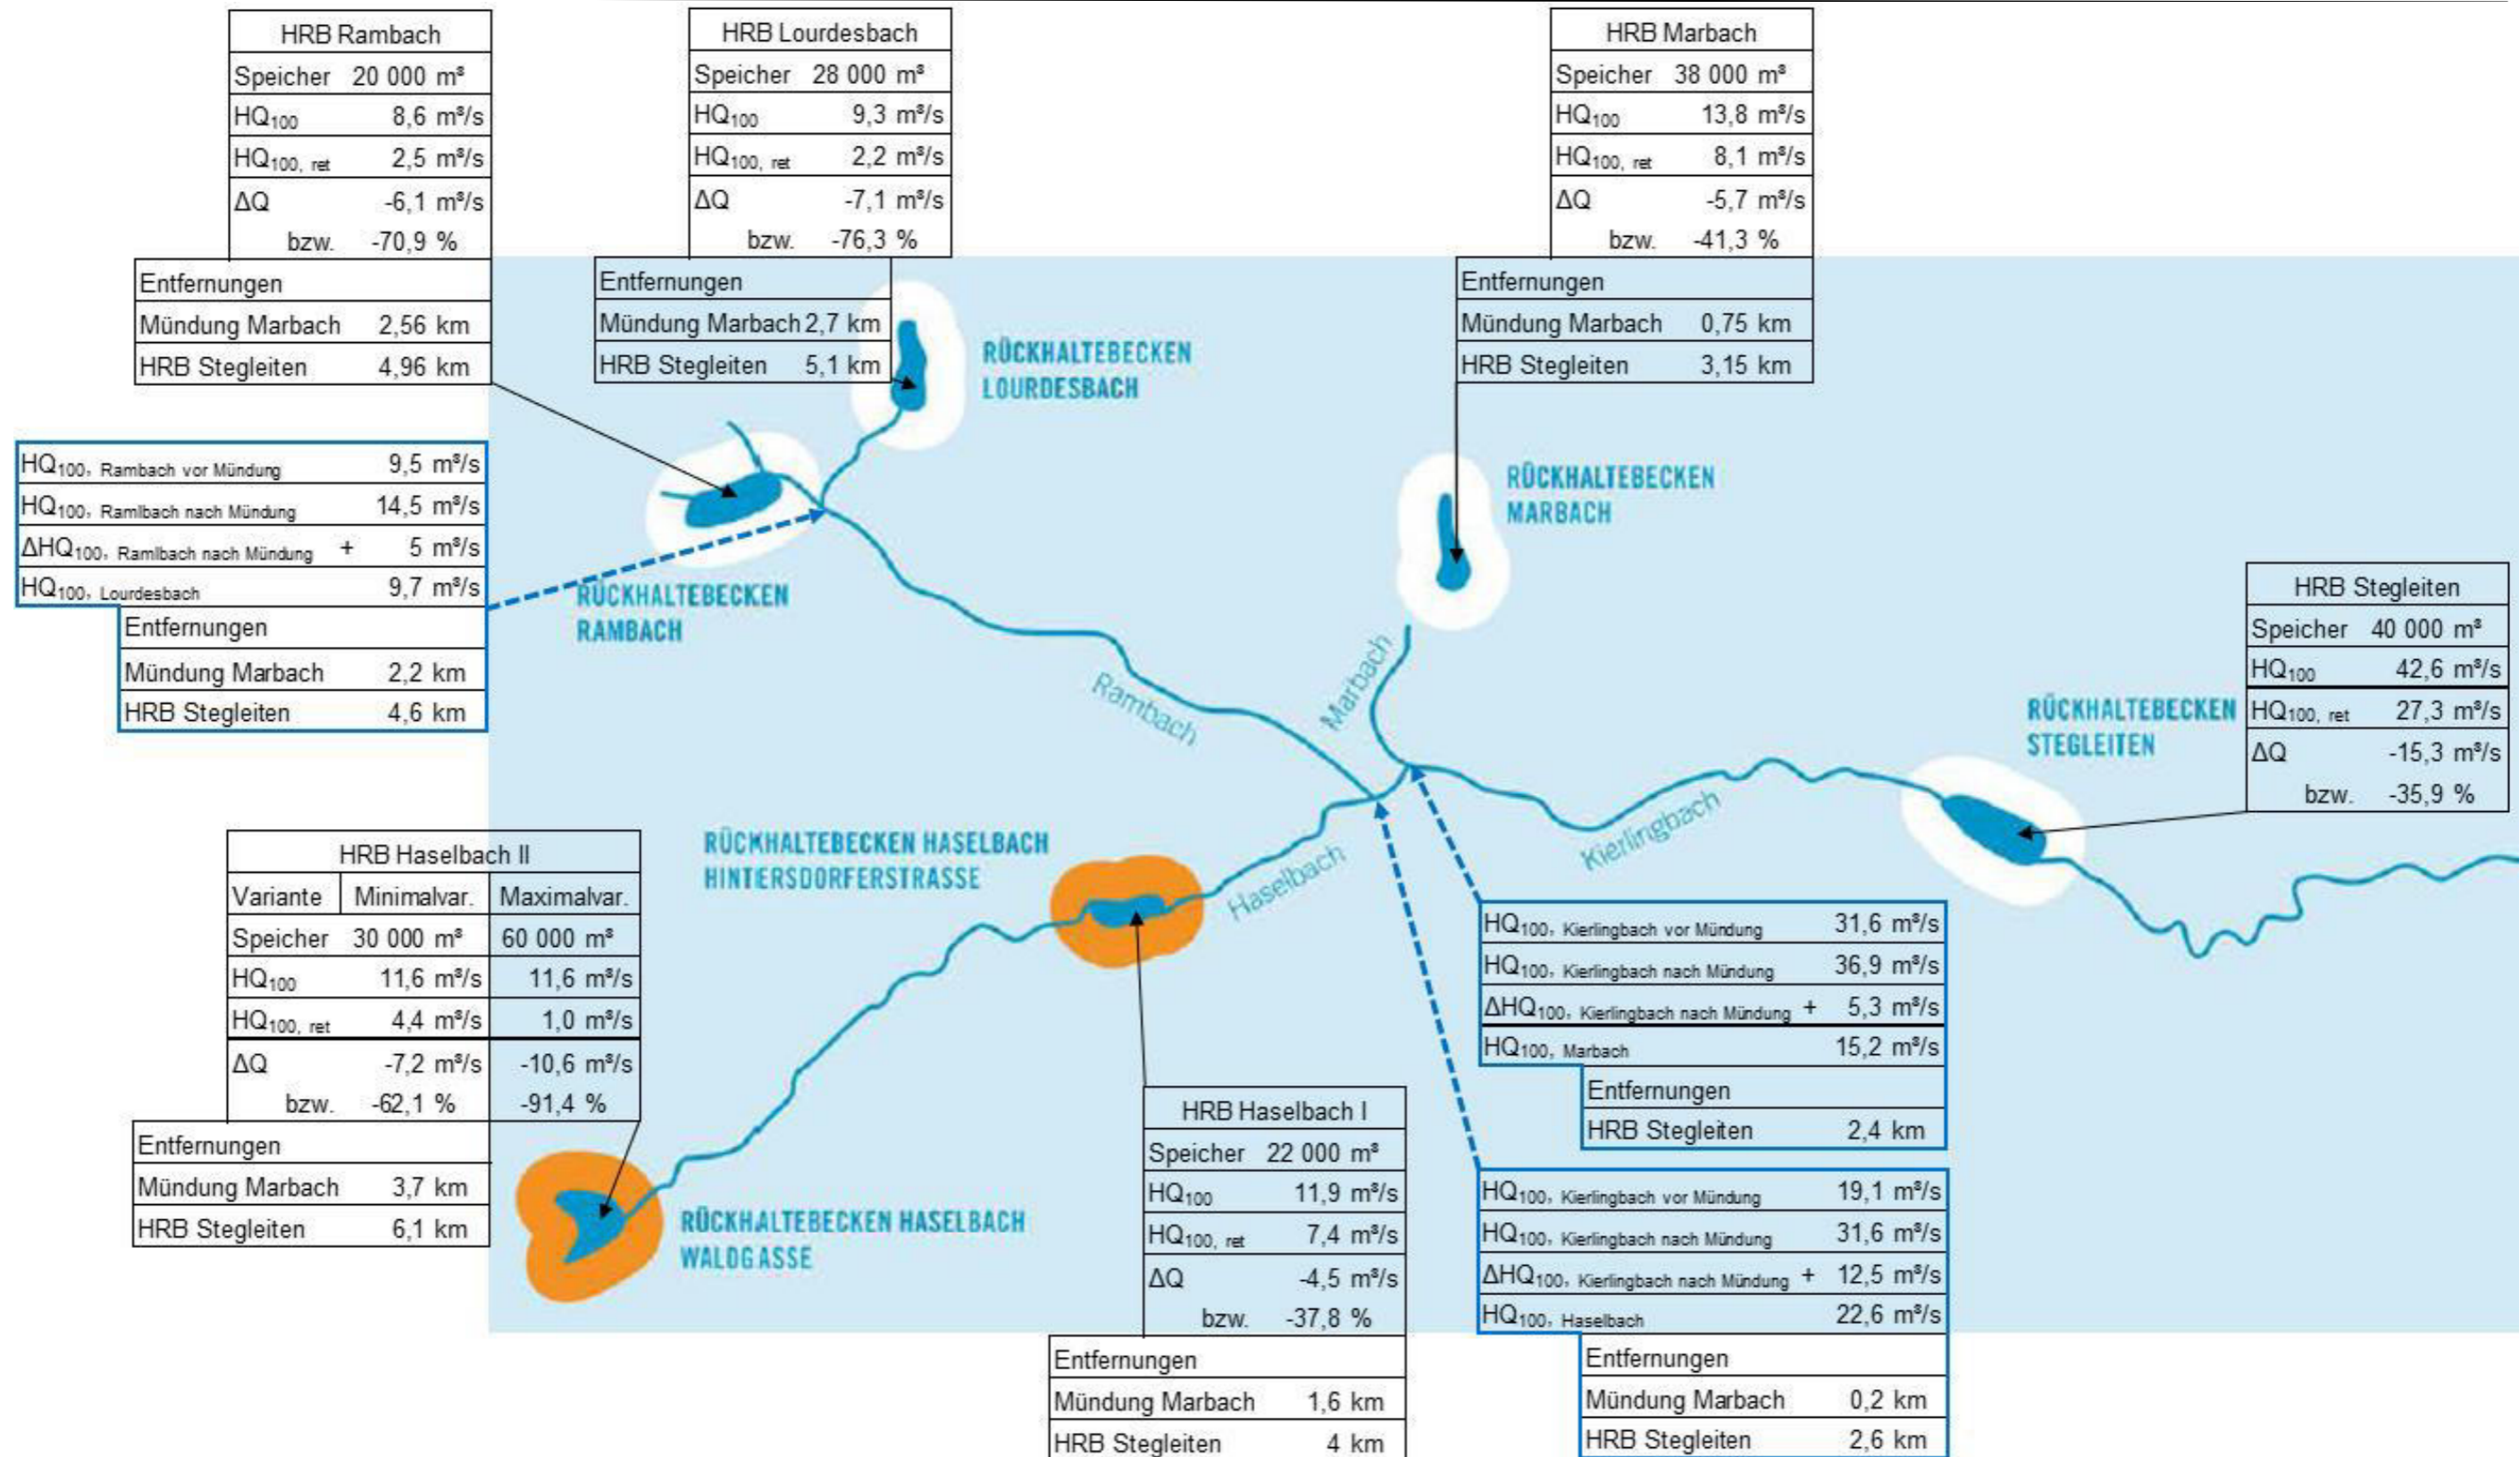 HRB Rambach
Speicher 20 000 m³
HQ100 8,6 m³/s
HQ100, ret 2,5 m³/s
ΔQ -6,1 m³/s
bzw. -70,9 %
Entfernungen
Mündung Marbach 2,56 km
HRB Stegleiten 4,96 km
HRB Lourdesbach
Speicher 28 000 m³
HQ100 9,3 m³/s
HQ100, ret 2,2 m³/s
ΔQ -7,1 m³/s
bzw. -76,3 %
Entfernungen
Mündung Marbach 2,7 km
HRB Stegleiten 5,1 km
HRB Marbach
Speicher 38 000 m³
HQ100 13,8 m³/s
HQ100, ret 8,1 m³/s
ΔQ -5,7 m³/s
bzw. -41,3 %
Entfernungen
Mündung Marbach 0,75 km
HRB Stegleiten 3,15 km
RÜCKHALTEBECKEN
LOURDESBACH
RÜCKHALTEBECKEN
MARBACH
HQ100, Rambach vor Mündung 9,5 m³/s
HQ100, Ramlbach nach Mündung 14,5 m³/s
ΔHQ100, Ramlbach nach Mündung + 5 m³/s
HQ100, Lourdesbach 9,7 m³/s
Entfernungen
Mündung Marbach 2,2 km
HRB Stegleiten 4,6 km
RÜCKHALTEBECKEN
RAMBACH
Rambach
Marbach
HRB Stegleiten
Speicher 40 000 m³
HQ100 42,6 m³/s
HQ100, ret 27,3 m³/s
ΔQ -15,3 m³/s
bzw. -35,9 %
RÜCKHALTEBECKEN
STEGLEITEN
Kierlingbach
RÜCKHALTEBECKEN HASELBACH
HINTERSDORFERSTRASSE
Haselbach
HRB Haselbach II
Variante Minimalvar. Maximalvar.
Speicher 30 000 m³ 60 000 m³
HQ100 11,6 m³/s 11,6 m³/s
HQ100, ret 4,4 m³/s 1,0 m³/s
ΔQ -7,2 m³/s -10,6 m³/s
bzw. -62,1 % -91,4 %
Entfernungen
Mündung Marbach 3,7 km
HRB Stegleiten 6,1 km
RÜCKHALTEBECKEN HASELBACH
WALDGASSE
HRB Haselbach I
Speicher 22 000 m³
HQ100 11,9 m³/s
HQ100, ret 7,4 m³/s
ΔQ -4,5 m³/s
bzw. -37,8 %
Entfernungen
Mündung Marbach 1,6 km
HRB Stegleiten 4 km
HQ100, Kierlingbach vor Mündung 31,6 m³/s
HQ100, Kierlingbach nach Mündung 36,9 m³/s
ΔHQ100, Kierlingbach nach Mündung + 5,3 m³/s
HQ100, Marbach 15,2 m³/s
Entfernungen
HRB Stegleiten 2,4 km
HQ100, Kierlingbach vor Mündung 19,1 m³/s
HQ100, Kierlingbach nach Mündung 31,6 m³/s
ΔHQ100, Kierlingbach nach Mündung + 12,5 m³/s
HQ100, Haselbach 22,6 m³/s
Entfernungen
Mündung Marbach 0,2 km
HRB Stegleiten 2,6 km